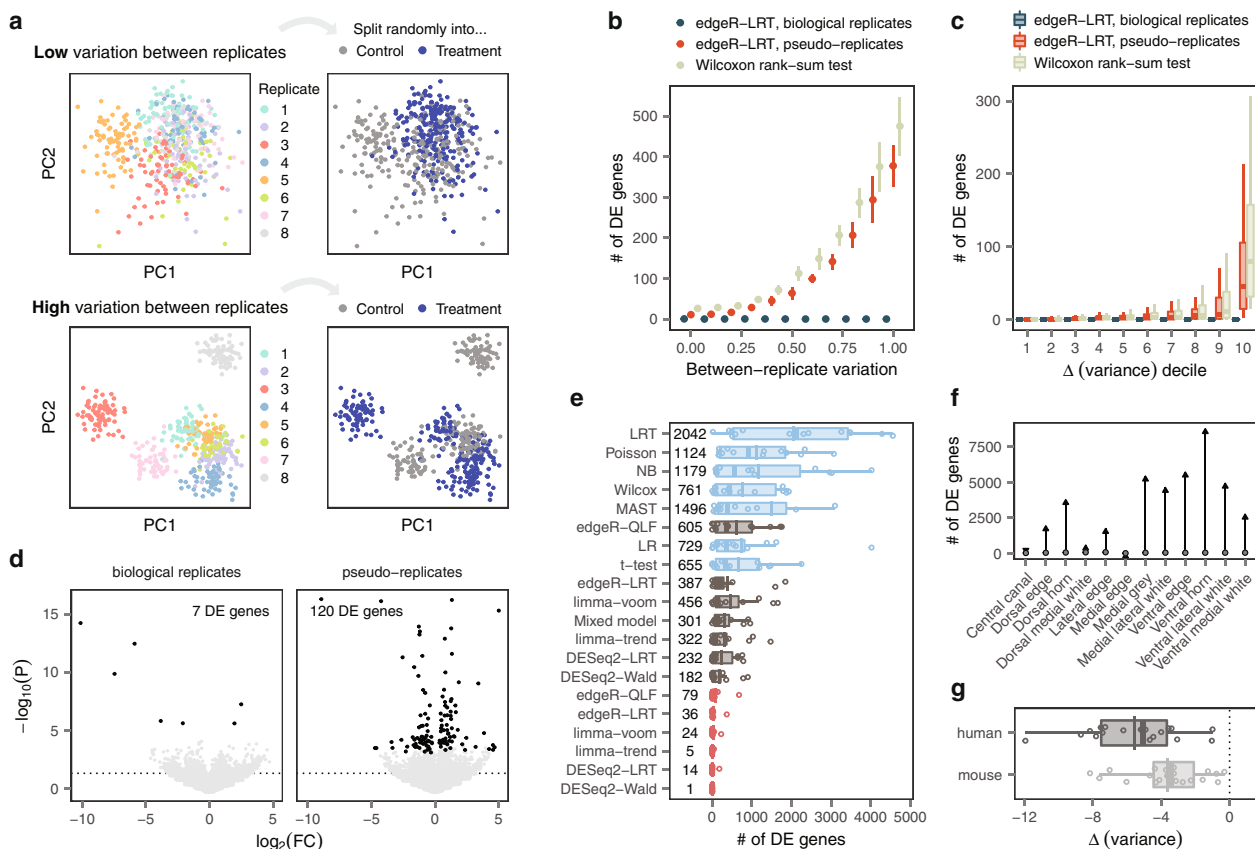 a
Split randomly into...
Low variation between replicates
Control
Treatment
Replicate
1
2
3
4
5
6
7
8
PC2
PC1
PC1
High variation between replicates
Control
Treatment
1
2
3
4
5
6
7
8
PC2
PC1
PC1
b
edgeR−LRT, biological replicates
edgeR−LRT, pseudo−replicates
Wilcoxon rank−sum test
# of DE genes
500
400
300
200
100
0
0.00 0.25 0.50 0.75 1.00
Between−replicate variation
c
edgeR−LRT, biological replicates
edgeR−LRT, pseudo−replicates
Wilcoxon rank−sum test
# of DE genes
300
200
100
0
1 2 3 4 5 6 7 8 9 10
Δ (variance) decile
d
biological replicates
pseudo−replicates
7 DE genes
120 DE genes
−log10(P)
15
10
5
0
−10 −5 0 5
−10 −5 0 5
log2(FC)
e
LRT 2042
Poisson 1124
NB 1179
Wilcox 761
MAST 1496
edgeR−QLF 605
LR 729
t−test 655
edgeR−LRT 387
limma−voom 456
Mixed model 301
limma−trend 322
DESeq2−LRT 232
DESeq2−Wald 182
edgeR−QLF 79
edgeR−LRT 36
limma−voom 24
limma−trend 5
DESeq2−LRT 14
DESeq2−Wald 1
0 1000 2000 3000 4000 5000
# of DE genes
f
# of DE genes
7500
5000
2500
0
Central canal
Dorsal edge
Dorsal horn
Dorsal medial white
Lateral edge
Medial edge
Medial grey
Medial lateral white
Ventral edge
Ventral horn
Ventral lateral white
Ventral medial white
g
human
mouse
−12 −8 −4 0
Δ (variance)